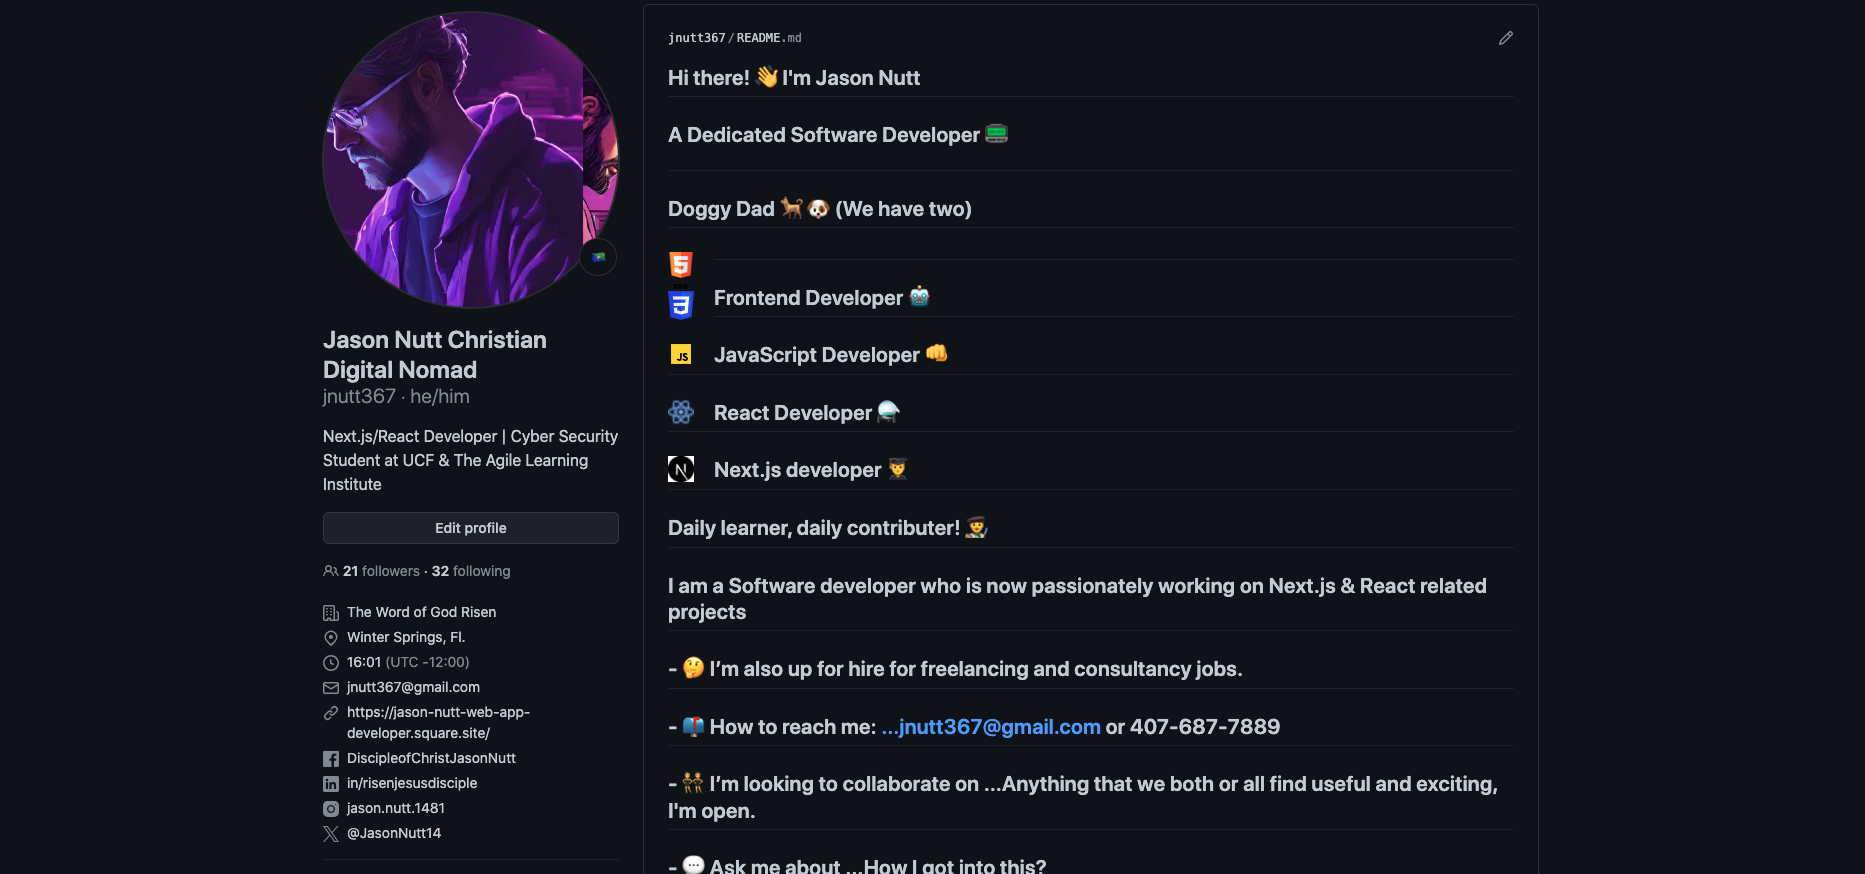 Jason Nutt Christian
Digital Nomad
jnutt367 · he/him
Next.js/React Developer | Cyber Security
Student at UCF & The Agile Learning
Institute
Edit profile
21 followers · 32 following
The Word of God Risen
Winter Springs, Fl.
16:01 (UTC -12:00)
jnutt367@gmail.com
https://jason-nutt-web-app-
developer.square.site/
DiscipleofChristJasonNutt
in/risenjesusdisciple
jason.nutt.1481
@JasonNutt14
jnutt367/README.md
Hi there! 👋 I'm Jason Nutt
A Dedicated Software Developer 📟
Doggy Dad 🐕🐶 (We have two)
5
CSS
3
Frontend Developer 🤖
JS
JavaScript Developer 👊
React Developer
N
Next.js developer 👨‍🎓
Daily learner, daily contributer! 👨‍🎨
I am a Software developer who is now passionately working on Next.js & React related
projects
- 🤔 I’m also up for hire for freelancing and consultancy jobs.
- 📫 How to reach me: ...jnutt367@gmail.com or 407-687-7889
- 👯 I’m looking to collaborate on ...Anything that we both or all find useful and exciting,
I'm open.
- 💬 Ask me about ...How I got into this?